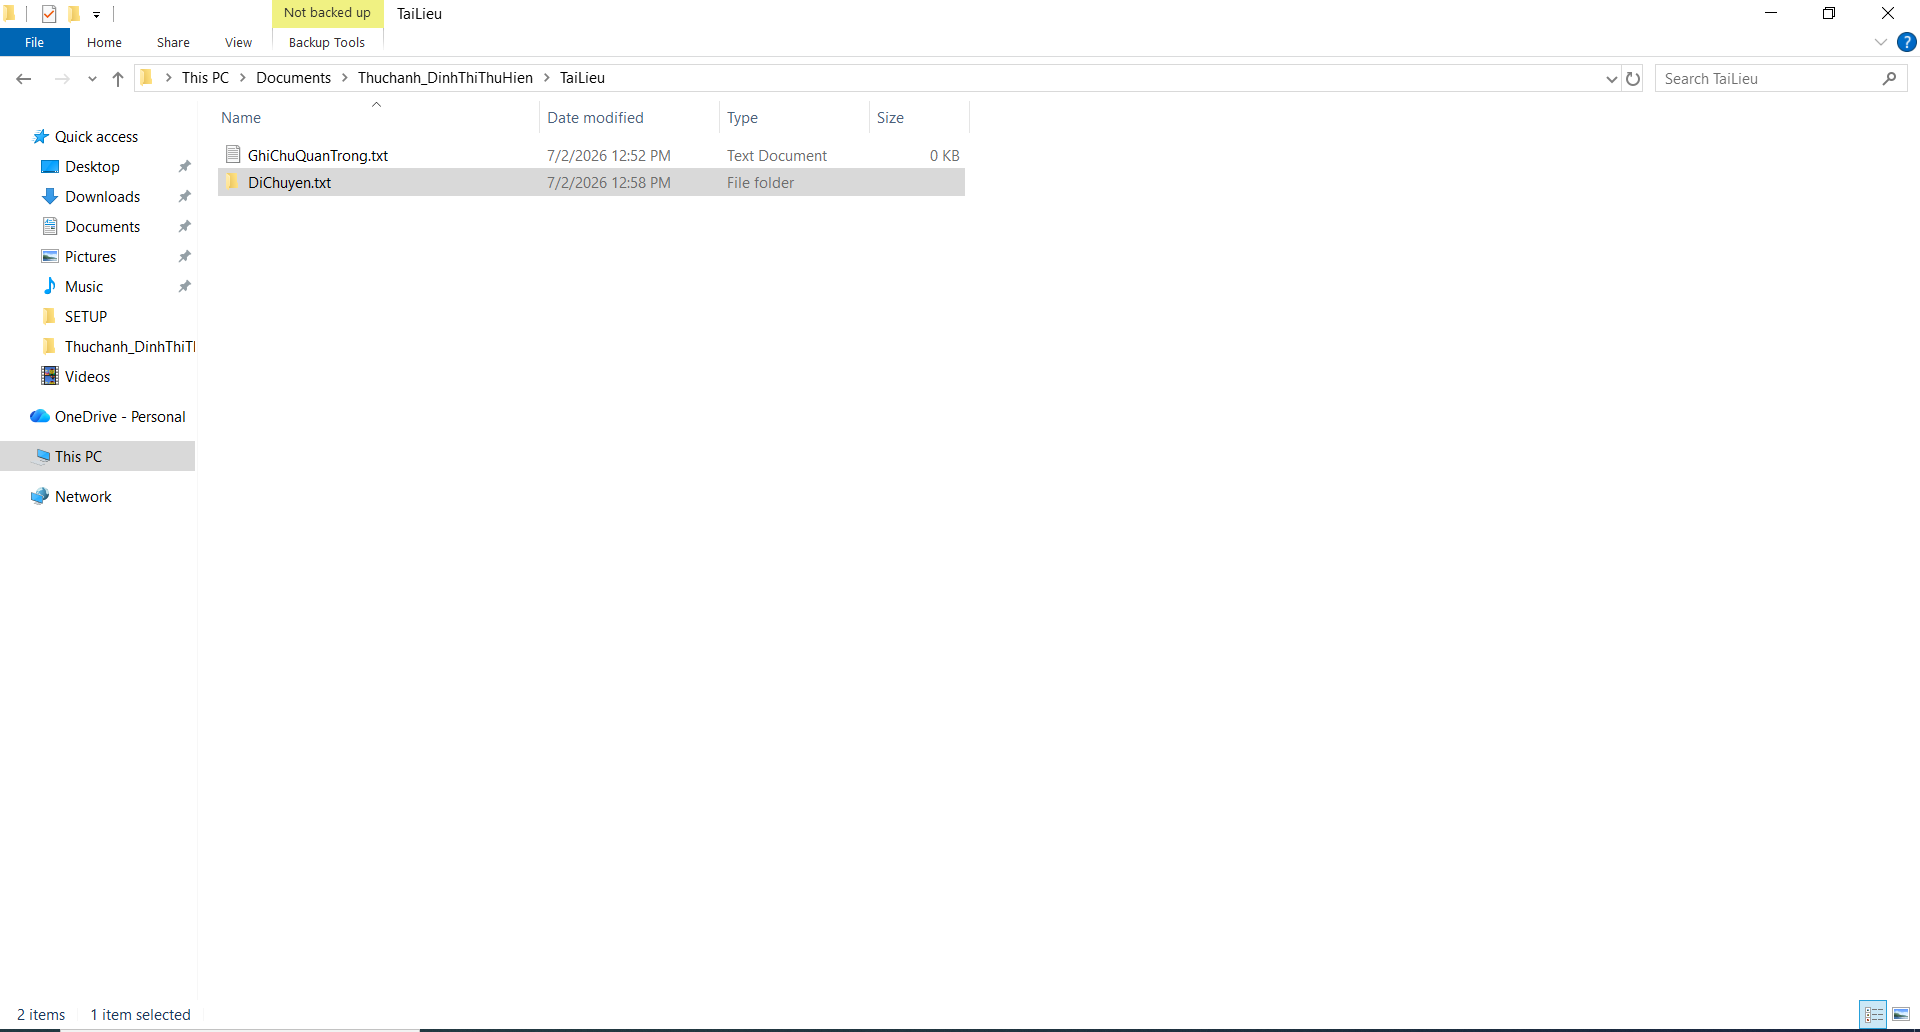 Not backed up
TaiLieu
File
Home
Share
View
Backup Tools
?
This PC
Documents
Thuchanh_DinhThiThuHien
TaiLieu
Search TaiLieu
Name
Date modified
Type
Size
GhiChuQuanTrong.txt 7/2/2026 12:52 PM Text Document 0 KB
DiChuyen.txt 7/2/2026 12:58 PM File folder
Quick access
Desktop
Downloads
Documents
Pictures
Music
SETUP
Thuchanh_DinhThiTh
Videos
OneDrive - Personal
This PC
Network
2 items 1 item selected